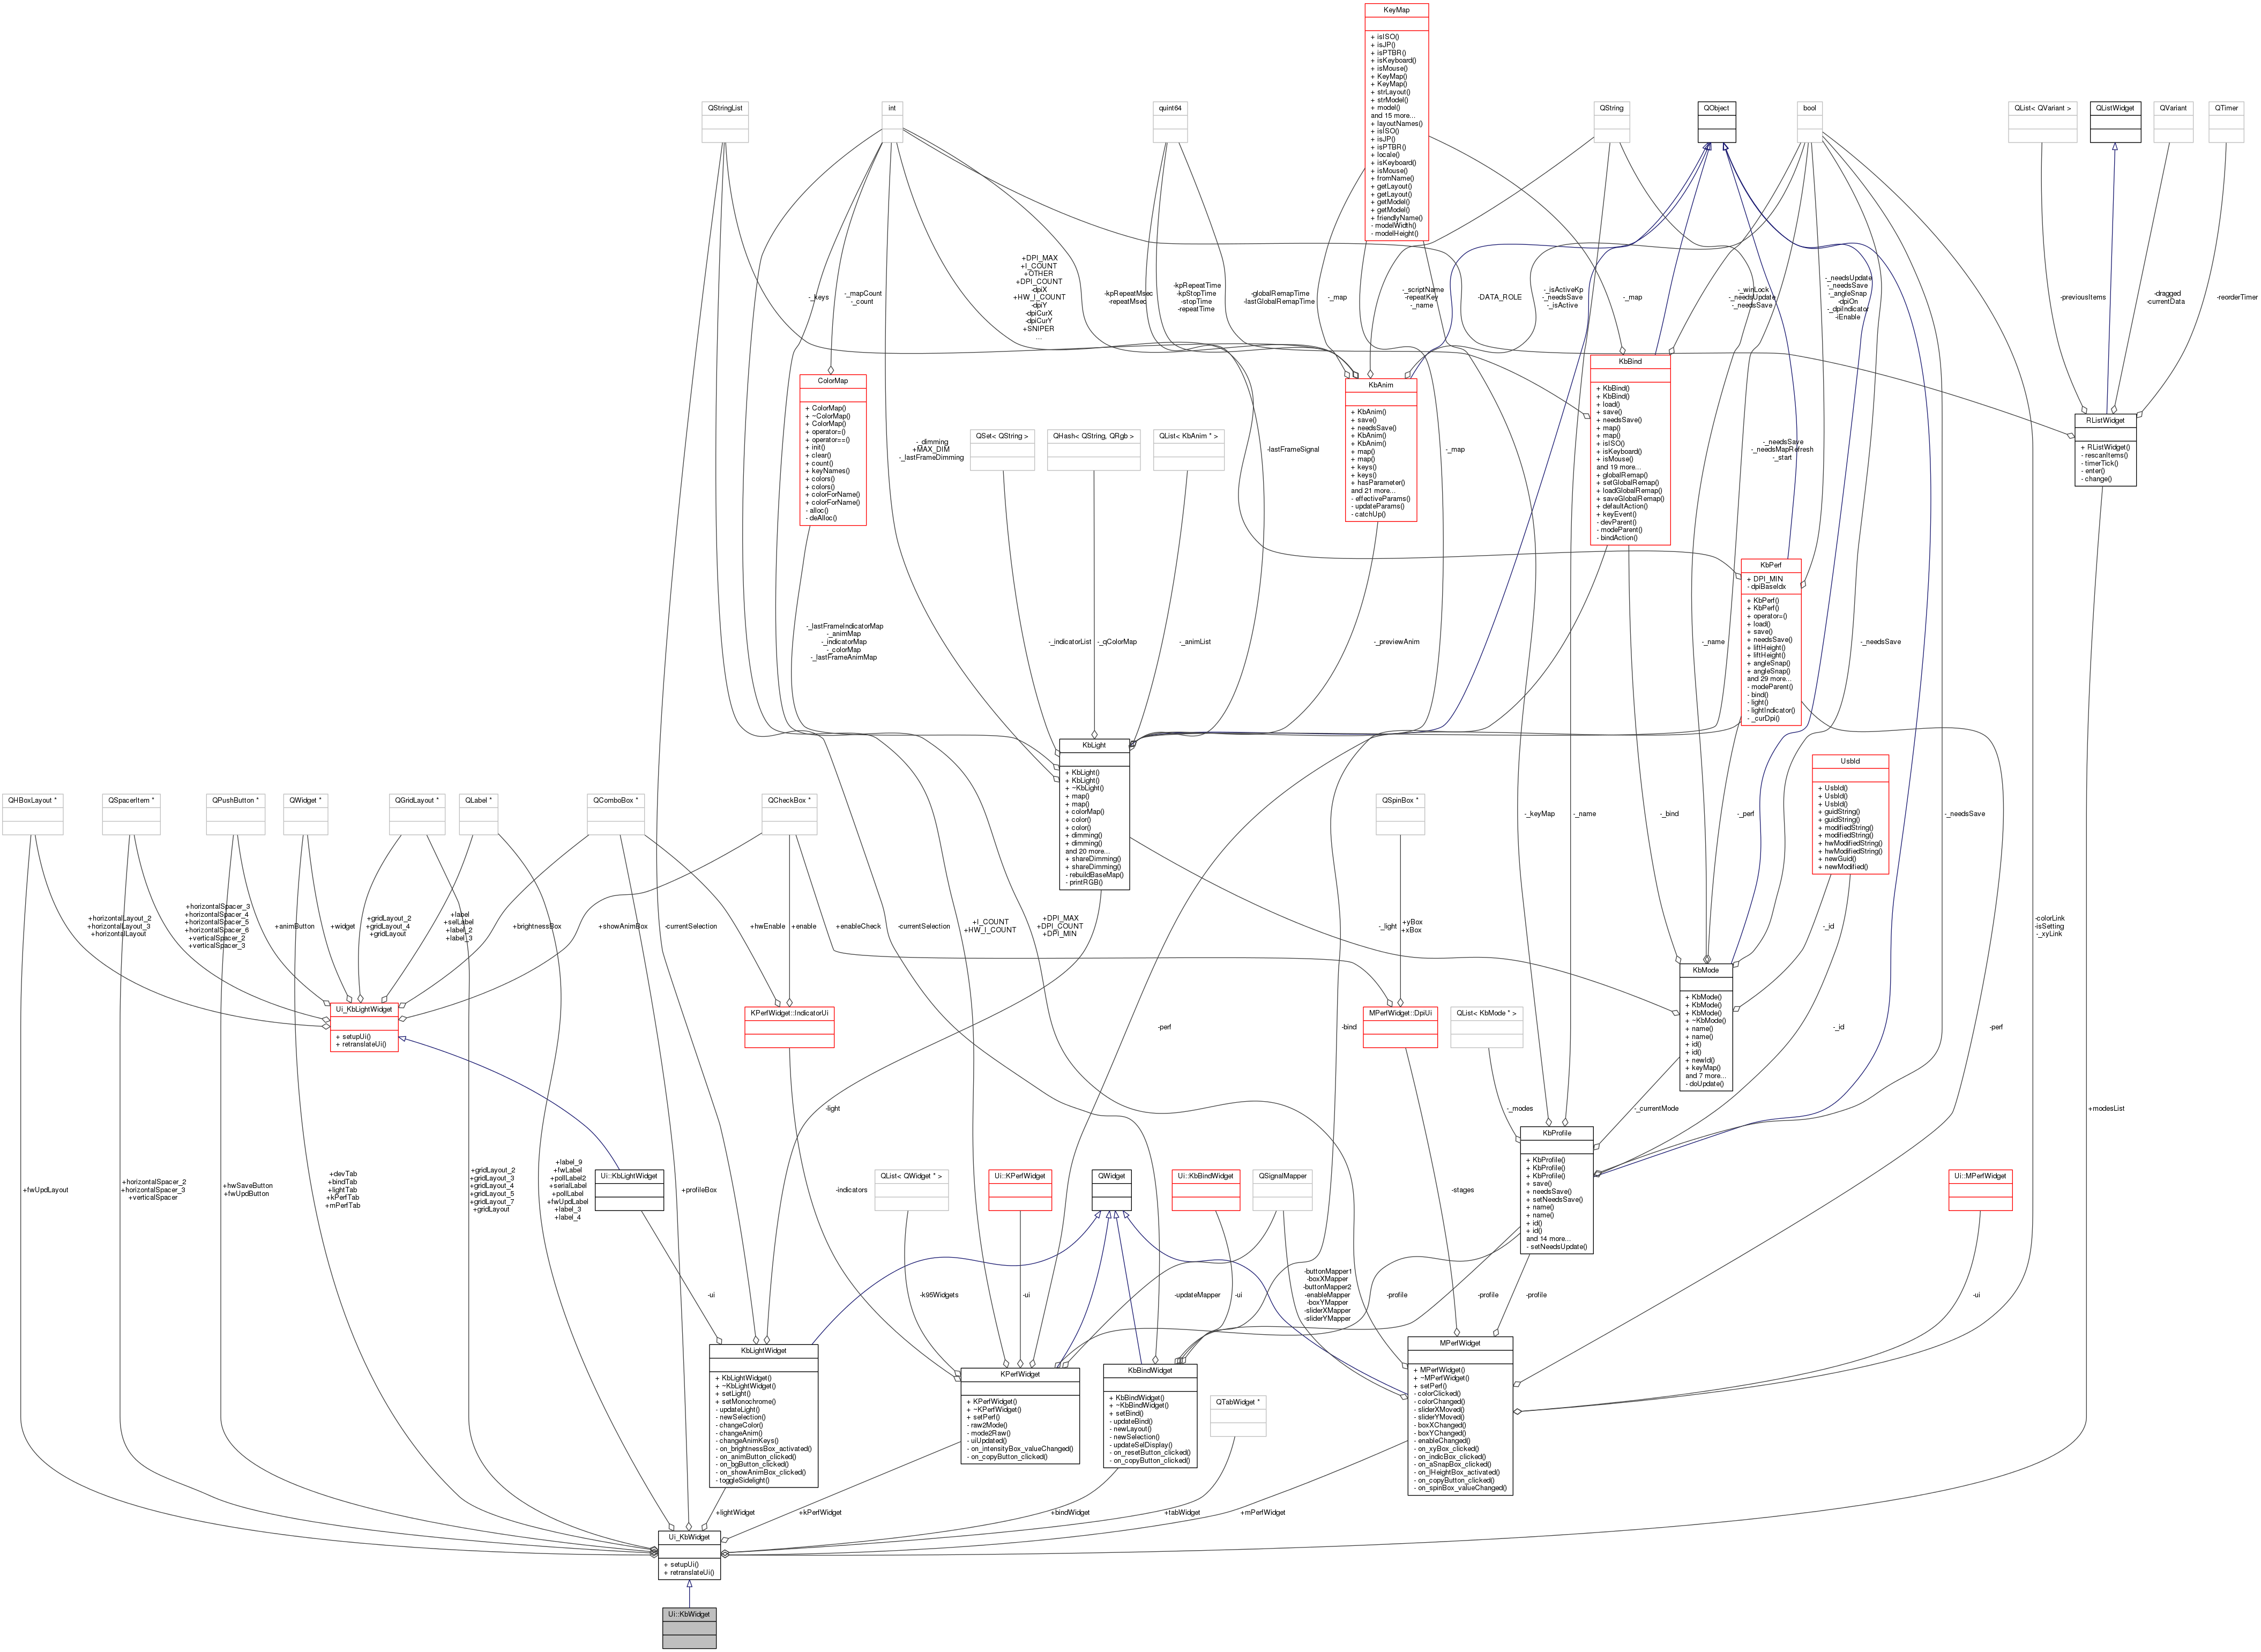 KeyMap
+ isISO()
+ isJP()
+ isPTBR()
+ isKeyboard()
+ isMouse()
+ KeyMap()
+ KeyMap()
+ strLayout()
+ strModel()
+ model()
and 15 more...
+ layoutNames()
+ isISO()
+ isJP()
+ isPTBR()
+ locale()
+ isKeyboard()
+ isMouse()
+ fromName()
+ getLayout()
+ getLayout()
+ getModel()
+ getModel()
+ friendlyName()
- modelWidth()
- modelHeight()
QStringList
int
quint64
QString
QObject
bool
QList< QVariant >
QListWidget
QVariant
QTimer
-_keys
+DPI_MAX
+I_COUNT
+OTHER
+DPI_COUNT
-dpiX
+HW_I_COUNT
-dpiY
-dpiCurX
-dpiCurY
+SNIPER
...
-_mapCount
-_count
-kpRepeatMsec
-repeatMsec
-kpRepeatTime
-kpStopTime
-stopTime
-repeatTime
-globalRemapTime
-lastGlobalRemapTime
-_map
-_scriptName
-repeatKey
-_name
-DATA_ROLE
-_isActiveKp
-_needsSave
-_isActive
-_map
-_winLock
-_needsUpdate
-_needsSave
-_needsUpdate
-_needsSave
-_angleSnap
-dpiOn
-_dpiIndicator
-iEnable
-previousItems
-dragged
-currentData
-reorderTimer
ColorMap
+ ColorMap()
+ ~ColorMap()
+ ColorMap()
+ operator=()
+ operator==()
+ init()
+ clear()
+ count()
+ keyNames()
+ colors()
+ colors()
+ colorForName()
+ colorForName()
- alloc()
- deAlloc()
KbAnim
+ KbAnim()
+ save()
+ needsSave()
+ KbAnim()
+ KbAnim()
+ map()
+ map()
+ keys()
+ keys()
+ hasParameter()
and 21 more...
- effectiveParams()
- updateParams()
- catchUp()
KbBind
+ KbBind()
+ KbBind()
+ load()
+ save()
+ needsSave()
+ map()
+ map()
+ isISO()
+ isKeyboard()
+ isMouse()
and 19 more...
+ globalRemap()
+ setGlobalRemap()
+ loadGlobalRemap()
+ saveGlobalRemap()
+ defaultAction()
+ keyEvent()
- devParent()
- modeParent()
- bindAction()
RListWidget
+ RListWidget()
- rescanItems()
- timerTick()
- enter()
- change()
-_dimming
+MAX_DIM
-_lastFrameDimming
QSet< QString >
QHash< QString, QRgb >
QList< KbAnim * >
-lastFrameSignal
-_map
-_needsSave
-_needsMapRefresh
-_start
KbPerf
+ DPI_MIN
- dpiBaseIdx
+ KbPerf()
+ KbPerf()
+ operator=()
+ load()
+ save()
+ needsSave()
+ liftHeight()
+ liftHeight()
+ angleSnap()
+ angleSnap()
and 29 more...
- modeParent()
- bind()
- light()
- lightIndicator()
- _curDpi()
-_lastFrameIndicatorMap
-_animMap
-_indicatorMap
-_colorMap
-_lastFrameAnimMap
-_indicatorList
-_qColorMap
-_animList
-_previewAnim
-_name
-_needsSave
KbLight
+ KbLight()
+ KbLight()
+ ~KbLight()
+ map()
+ map()
+ colorMap()
+ color()
+ color()
+ dimming()
+ dimming()
and 20 more...
+ shareDimming()
+ shareDimming()
- rebuildBaseMap()
- printRGB()
UsbId
+ UsbId()
+ UsbId()
+ UsbId()
+ guidString()
+ guidString()
+ modifiedString()
+ modifiedString()
+ hwModifiedString()
+ hwModifiedString()
+ newGuid()
+ newModified()
QHBoxLayout *
QSpacerItem *
QPushButton *
QWidget *
QGridLayout *
QLabel *
QComboBox *
QCheckBox *
QSpinBox *
-_keyMap
-_name
-_bind
-_perf
-_needsSave
+horizontalLayout_2
+horizontalLayout_3
+horizontalLayout
+horizontalSpacer_3
+horizontalSpacer_4
+horizontalSpacer_5
+horizontalSpacer_6
+verticalSpacer_2
+verticalSpacer_3
+animButton
+widget
+gridLayout_2
+gridLayout_4
+gridLayout
+label
+selLabel
+label_2
+label_3
+brightnessBox
+showAnimBox
-currentSelection
+hwEnable
+enable
+enableCheck
-currentSelection
+I_COUNT
+HW_I_COUNT
+DPI_MAX
+DPI_COUNT
+DPI_MIN
-_light
+yBox
+xBox
-_id
-colorLink
-isSetting
-_xyLink
KbMode
+ KbMode()
+ KbMode()
+ KbMode()
+ ~KbMode()
+ name()
+ name()
+ id()
+ id()
+ newId()
+ keyMap()
and 7 more...
- doUpdate()
Ui_KbLightWidget
+ setupUi()
+ retranslateUi()
KPerfWidget::IndicatorUi
MPerfWidget::DpiUi
QList< KbMode * >
-perf
-bind
-_id
-perf
-light
-_modes
-_currentMode
+modesList
KbProfile
+ KbProfile()
+ KbProfile()
+ KbProfile()
+ save()
+ needsSave()
+ setNeedsSave()
+ name()
+ name()
+ id()
+ id()
and 14 more...
- setNeedsUpdate()
+fwUpdLayout
+horizontalSpacer_2
+horizontalSpacer_3
+verticalSpacer
+hwSaveButton
+fwUpdButton
+devTab
+bindTab
+lightTab
+kPerfTab
+mPerfTab
+gridLayout_2
+gridLayout_3
+gridLayout_4
+gridLayout_5
+gridLayout_7
+gridLayout
+label_9
+fwLabel
+pollLabel2
+serialLabel
+pollLabel
+fwUpdLabel
+label_3
+label_4
Ui::KbLightWidget
+profileBox
-indicators
QList< QWidget * >
Ui::KPerfWidget
QWidget
Ui::KbBindWidget
QSignalMapper
-stages
Ui::MPerfWidget
-ui
-k95Widgets
-ui
-updateMapper
-ui
-buttonMapper1
-boxXMapper
-buttonMapper2
-enableMapper
-boxYMapper
-sliderXMapper
-sliderYMapper
-profile
-profile
-profile
-ui
KbLightWidget
+ KbLightWidget()
+ ~KbLightWidget()
+ setLight()
+ setMonochrome()
- updateLight()
- newSelection()
- changeColor()
- changeAnim()
- changeAnimKeys()
- on_brightnessBox_activated()
- on_animButton_clicked()
- on_bgButton_clicked()
- on_showAnimBox_clicked()
- toggleSidelight()
KPerfWidget
+ KPerfWidget()
+ ~KPerfWidget()
+ setPerf()
- raw2Mode()
- mode2Raw()
- uiUpdated()
- on_intensityBox_valueChanged()
- on_copyButton_clicked()
KbBindWidget
+ KbBindWidget()
+ ~KbBindWidget()
+ setBind()
- updateBind()
- newLayout()
- newSelection()
- updateSelDisplay()
- on_resetButton_clicked()
- on_copyButton_clicked()
QTabWidget *
MPerfWidget
+ MPerfWidget()
+ ~MPerfWidget()
+ setPerf()
- colorClicked()
- colorChanged()
- sliderXMoved()
- sliderYMoved()
- boxXChanged()
- boxYChanged()
- enableChanged()
- on_xyBox_clicked()
- on_indicBox_clicked()
- on_aSnapBox_clicked()
- on_lHeightBox_activated()
- on_copyButton_clicked()
- on_spinBox_valueChanged()
+lightWidget
+kPerfWidget
+bindWidget
+tabWidget
+mPerfWidget
Ui_KbWidget
+ setupUi()
+ retranslateUi()
Ui::KbWidget